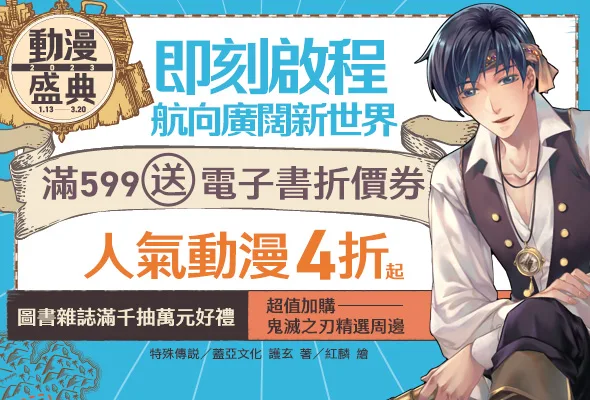 動漫
2023
盛典
1.13 — 3.20
即刻啟程
航向廣闊新世界
滿599送電子書折價券
人氣動漫4折起
圖書雜誌滿千抽萬元好禮
超值加購———
鬼滅之刃精選周邊
特殊傳說／蓋亞文化 護玄 著／紅麟 繪